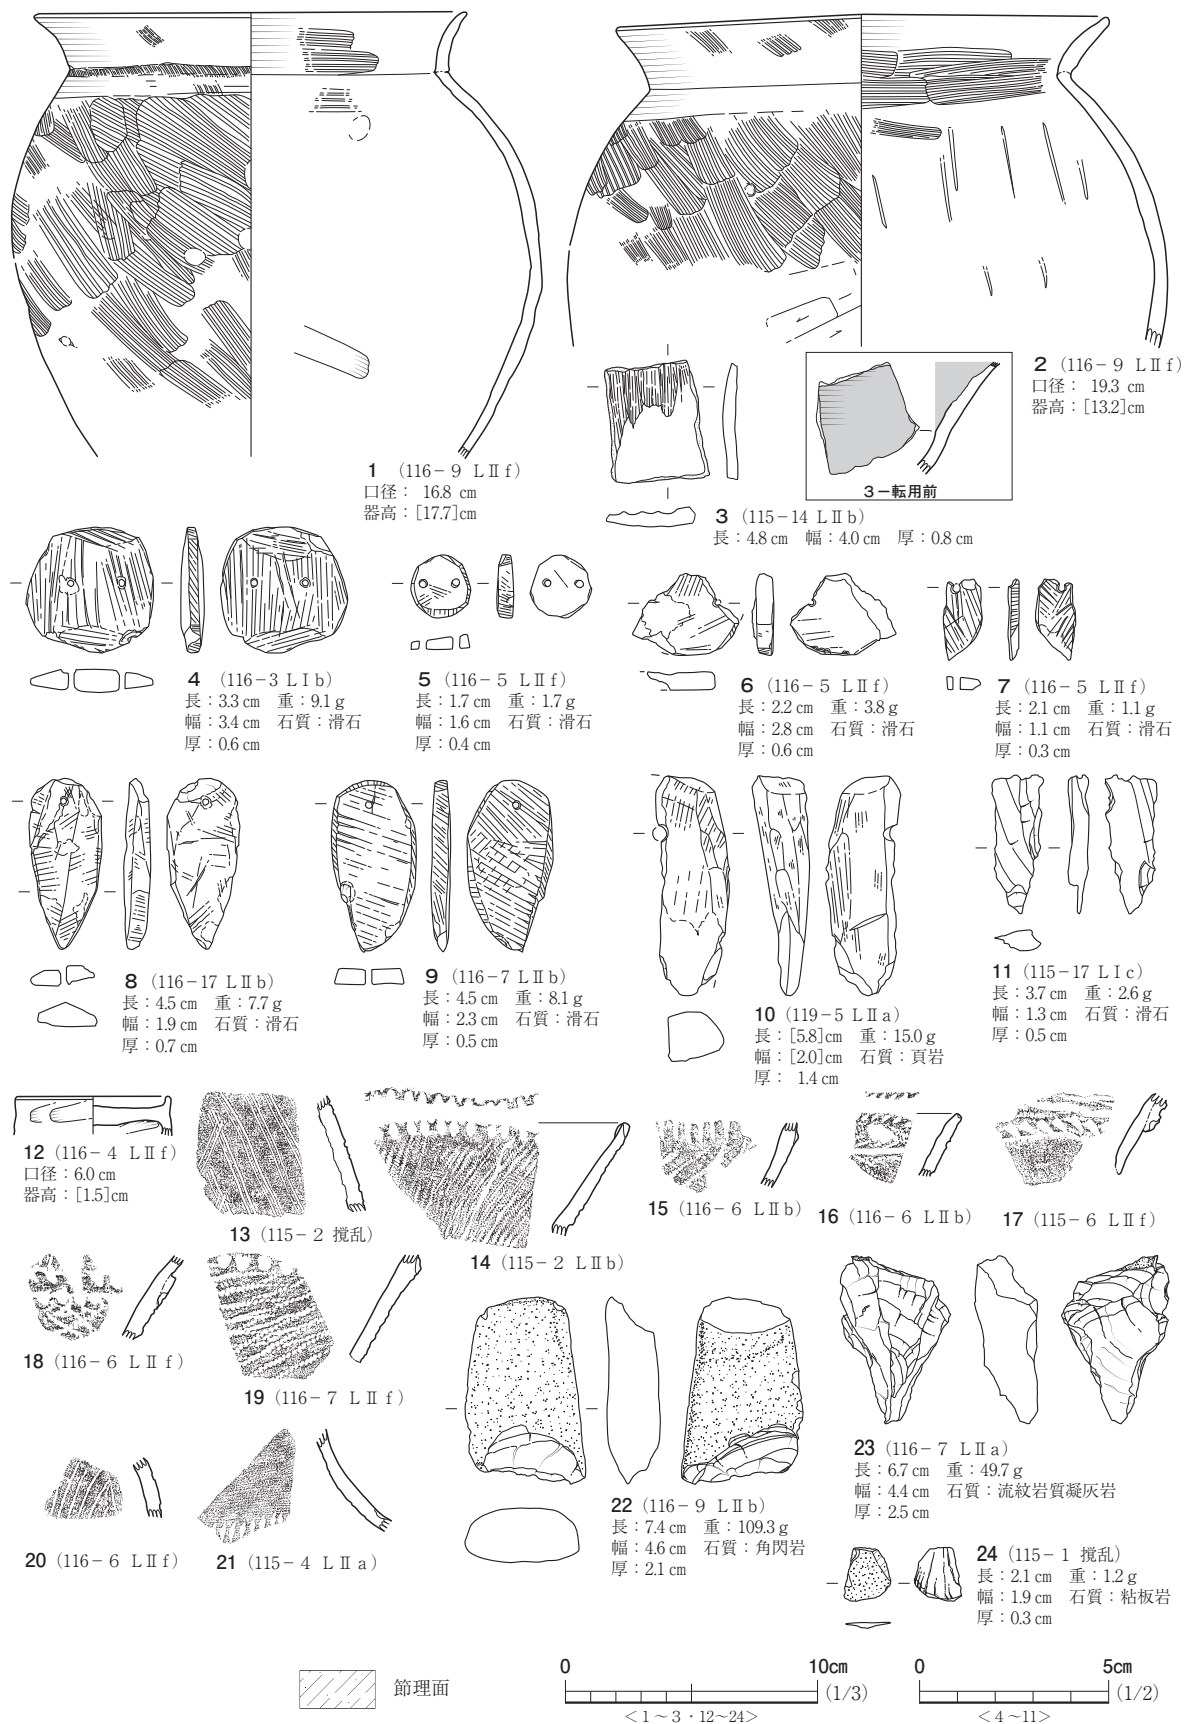 2 (116－9 LⅡf)
口径： 19.3 cm
器高：[13.2]cm
1 (116－9 LⅡf)
口径： 16.8 cm
器高：[17.7]cm
3－転用前
3 (115－14 LⅡb)
長：4.8 cm 幅：4.0 cm 厚：0.8 cm
4 (116－3 LⅠb)
長：3.3 cm 重：9.1 g
幅：3.4 cm 石質：滑石
厚：0.6 cm
5 (116－5 LⅡf)
長：1.7 cm 重：1.7 g
幅：1.6 cm 石質：滑石
厚：0.4 cm
6 (116－5 LⅡf)
長：2.2 cm 重：3.8 g
幅：2.8 cm 石質：滑石
厚：0.6 cm
7 (116－5 LⅡf)
長：2.1 cm 重：1.1 g
幅：1.1 cm 石質：滑石
厚：0.3 cm
8 (116－17 LⅡb)
長：4.5 cm 重：7.7 g
幅：1.9 cm 石質：滑石
厚：0.7 cm
9 (116－7 LⅡb)
長：4.5 cm 重：8.1 g
幅：2.3 cm 石質：滑石
厚：0.5 cm
10 (119－5 LⅡa)
長：[5.8]cm 重：15.0 g
幅：[2.0]cm 石質：頁岩
厚： 1.4 cm
11 (115－17 LⅠc)
長：3.7 cm 重：2.6 g
幅：1.3 cm 石質：滑石
厚：0.5 cm
12 (116－4 LⅡf)
口径：6.0 cm
器高：[1.5]cm
13 (115－2 撹乱)
14 (115－2 LⅡb)
15 (116－6 LⅡb)
16 (116－6 LⅡb)
17 (115－6 LⅡf)
18 (116－6 LⅡf)
19 (116－7 LⅡf)
20 (116－6 LⅡf)
21 (115－4 LⅡa)
22 (116－9 LⅡb)
長：7.4 cm 重：109.3 g
幅：4.6 cm 石質：角閃岩
厚：2.1 cm
23 (116－7 LⅡa)
長：6.7 cm 重：49.7 g
幅：4.4 cm 石質：流紋岩質凝灰岩
厚：2.5 cm
24 (115－1 撹乱)
長：2.1 cm 重：1.2 g
幅：1.9 cm 石質：粘板岩
厚：0.3 cm
節理面
0 10cm
(1/3)
＜1～3・12～24＞
0 5cm
(1/2)
＜4～11＞